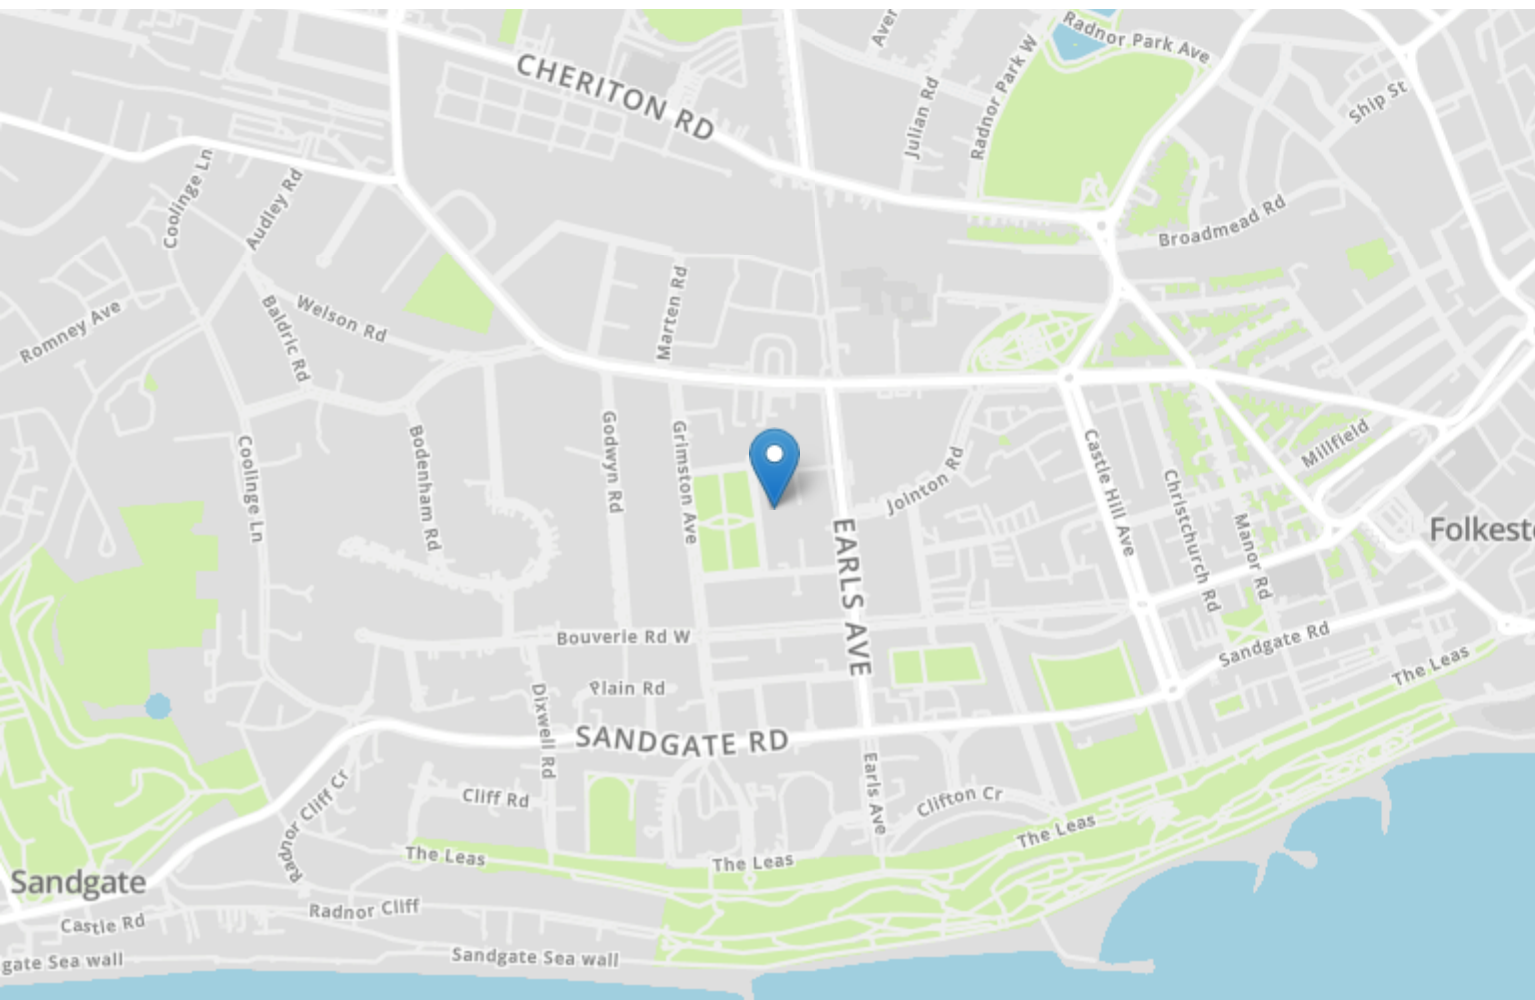 Radnor Park Ave
Aver
CHERITON RD
Radnor Park W
Julian Rd
Ship St
Coolinge Ln
Audley Rd
Broadmead Rd
Romney Ave
Baldric Rd
Welson Rd
Marten Rd
Coolinge Ln
Bodenham Rd
Godwyn Rd
Grimston Ave
Jointon Rd
Castle Hill Ave
Christchurch Rd
Manor Rd
Millfield
Folkesto
EARLS AVE
Bouverie Rd W
Sandgate Rd
The Leas
Plain Rd
Dixwell Rd
SANDGATE RD
Earls Ave
Cliff Rd
Clifton Cr
Radnor Cliff Cr
The Leas
The Leas
The Leas
Sandgate
Castle Rd
Radnor Cliff
gate Sea wall
Sandgate Sea wall